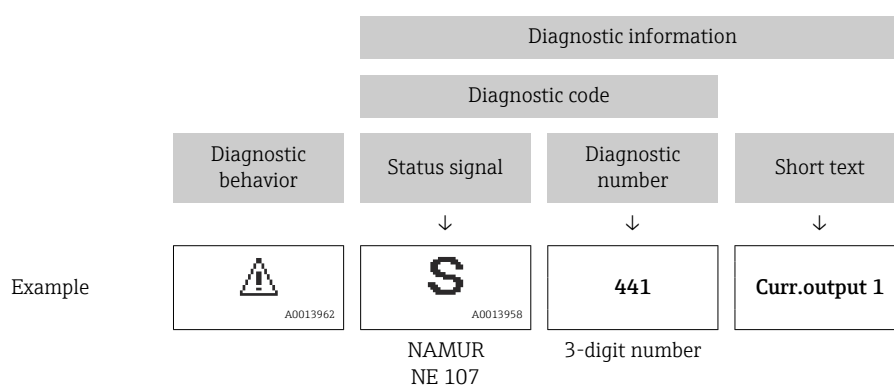 Diagnostic information
Diagnostic code
Diagnostic
behavior
Status signal
Diagnostic
number
Short text
↓ ↓ ↓
Example
⚠
A0013962
S
A0013958
441
Curr.output 1
NAMUR
NE 107
3-digit number